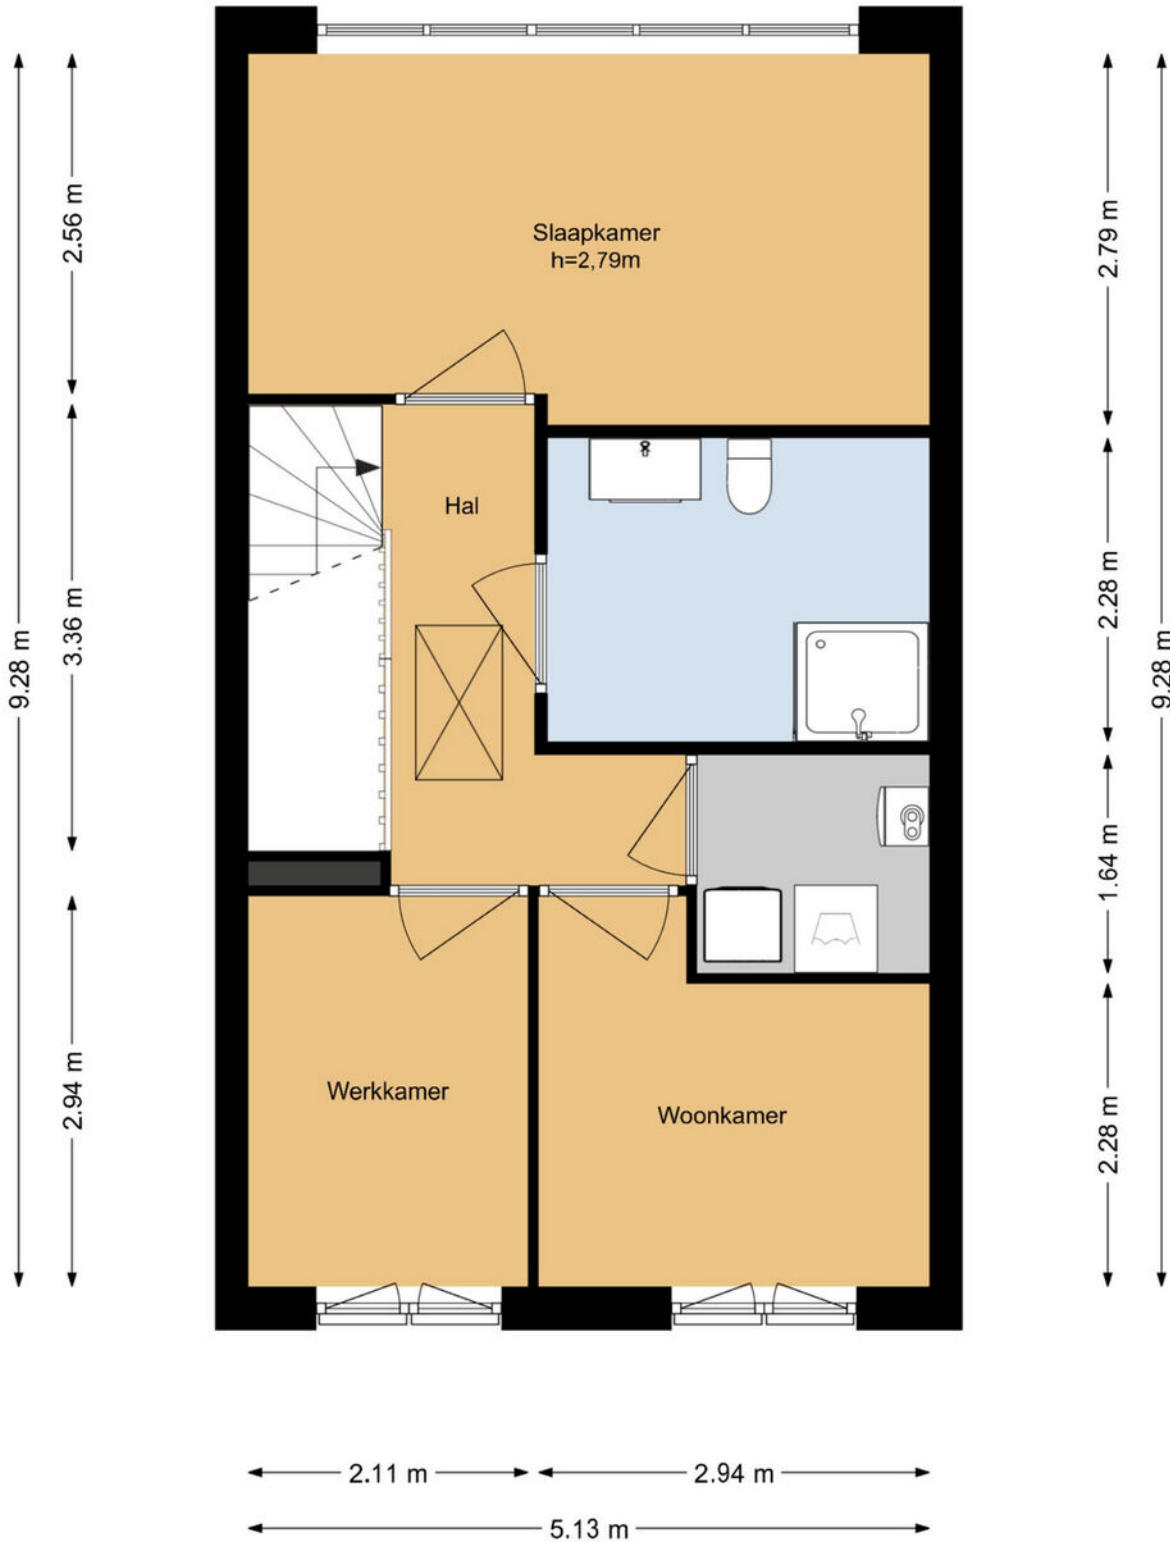 Slaapkamer
h=2,79m
2.56 m
2.79 m
Hal
3.36 m
2.28 m
9.28 m
9.28 m
1.64 m
Werkkamer
Woonkamer
2.94 m
2.28 m
2.11 m
2.94 m
5.13 m